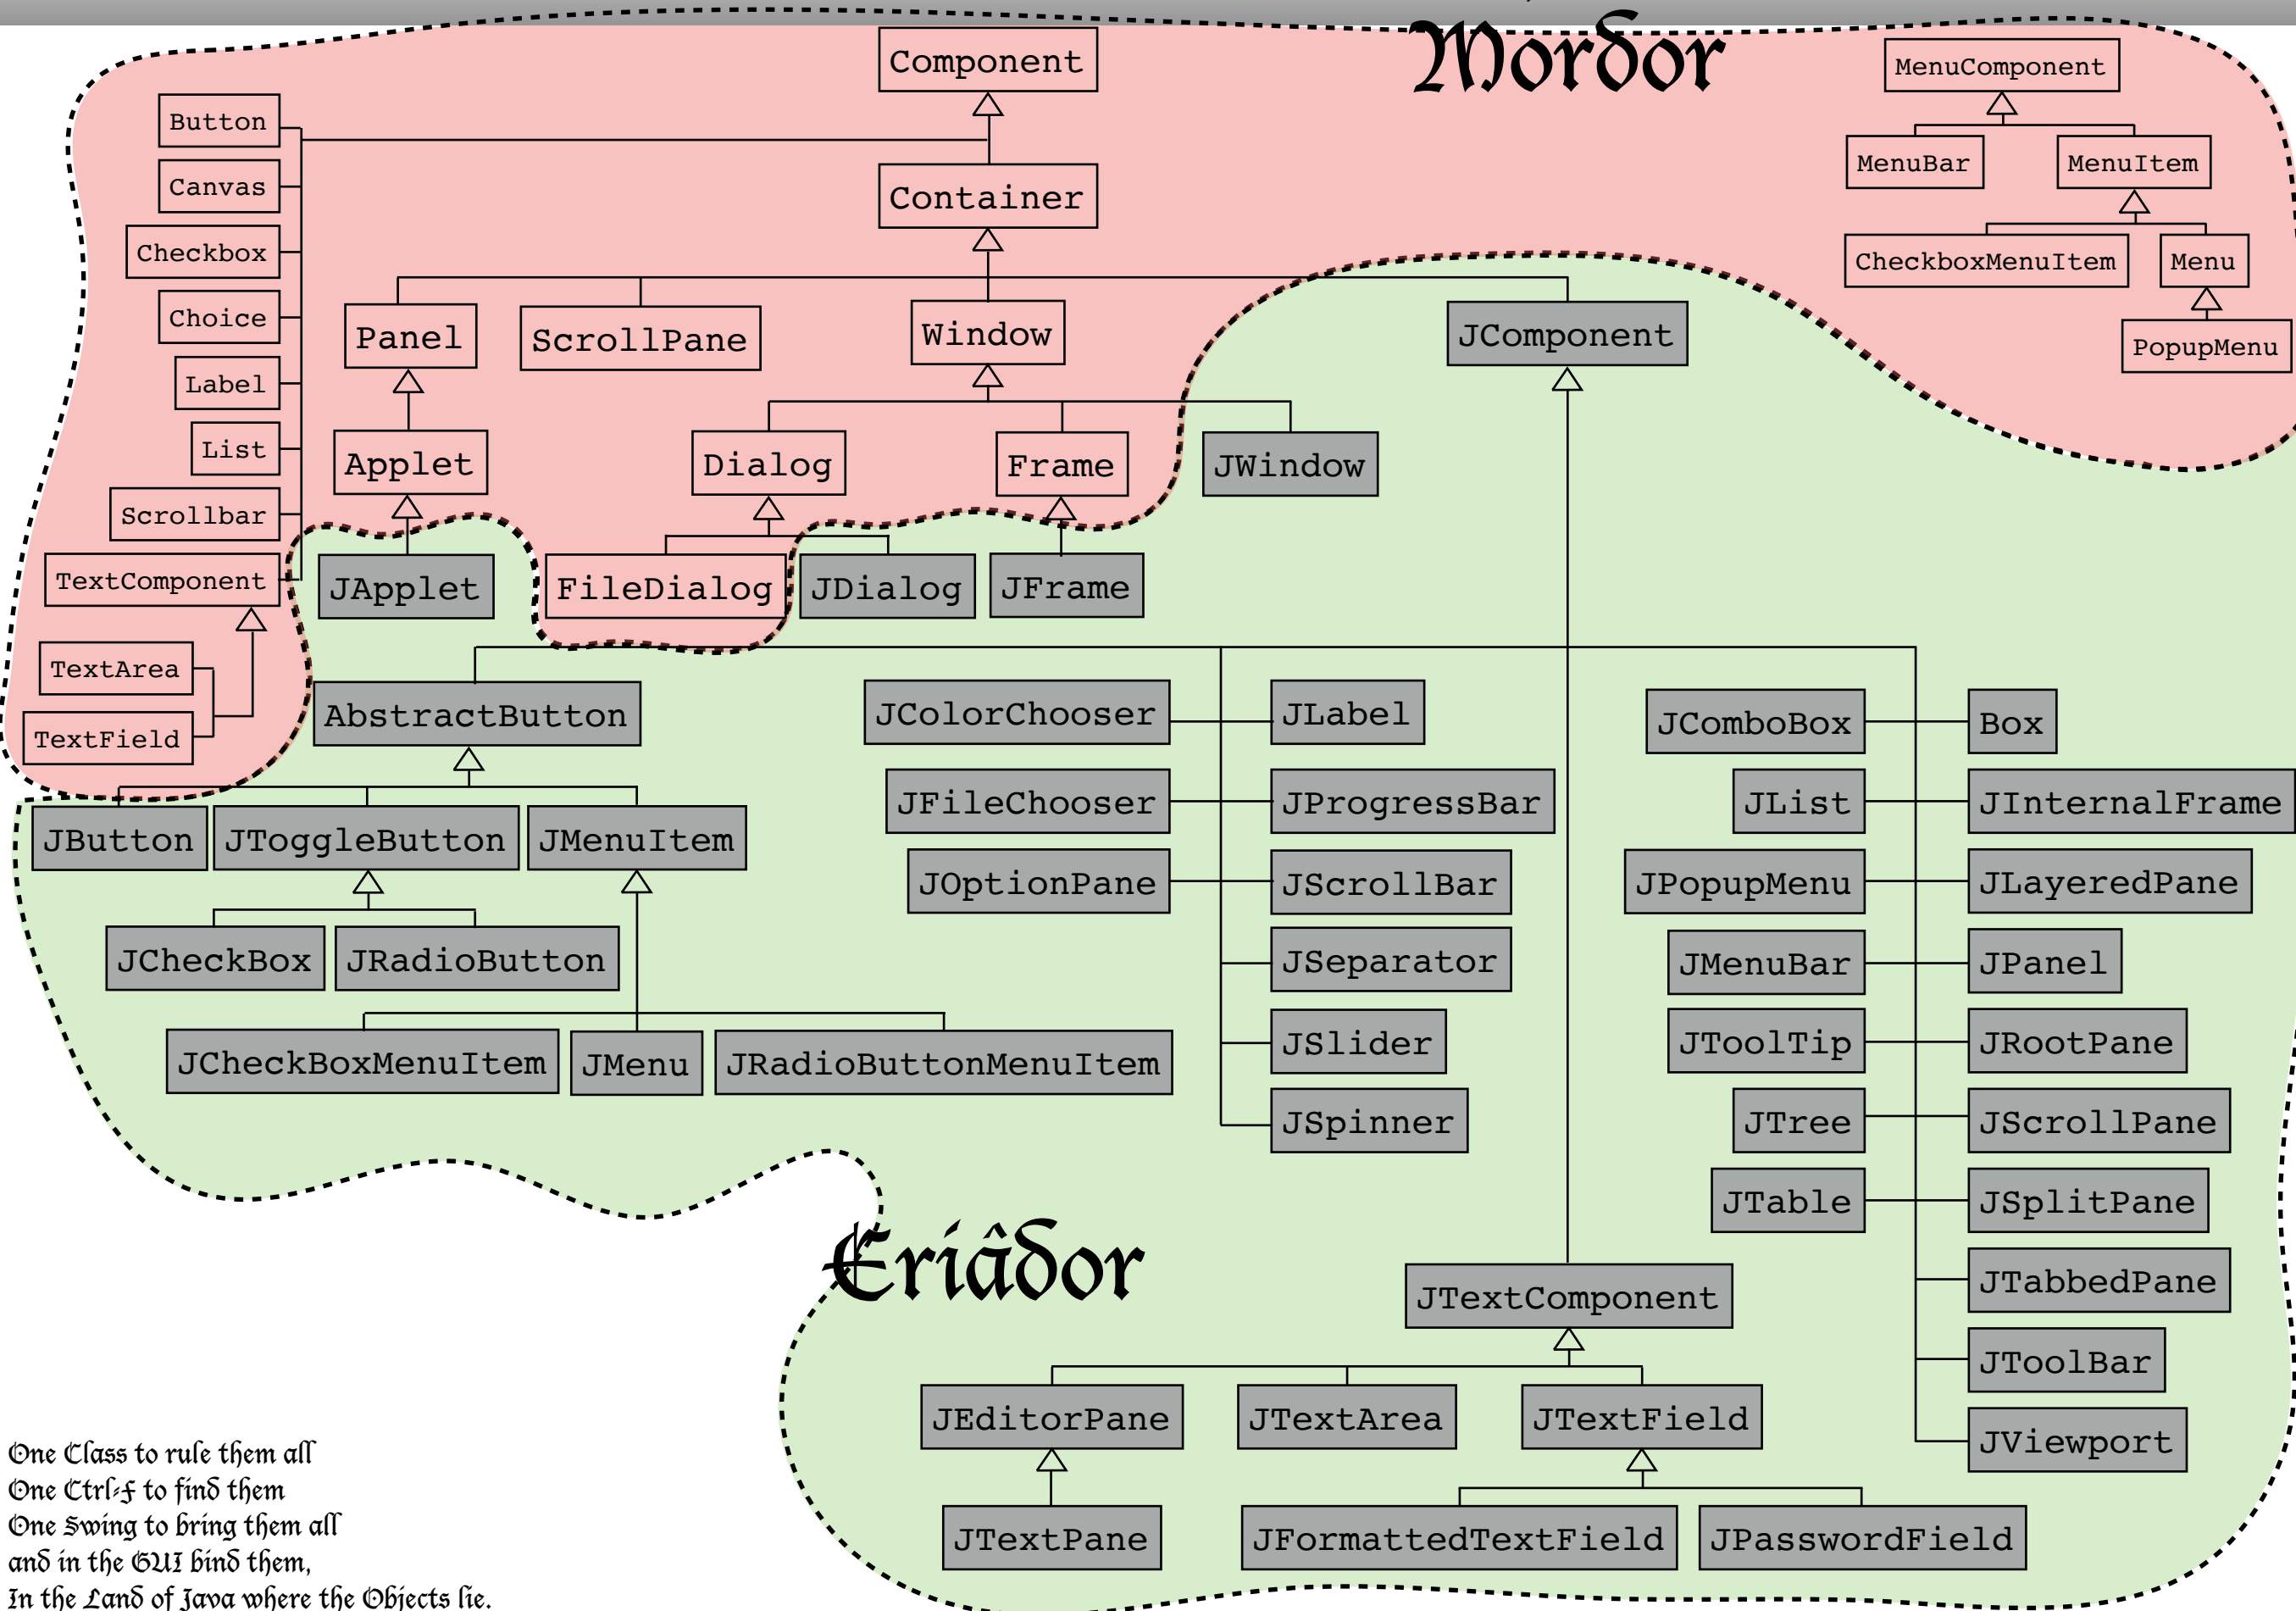 Mordor
Component
MenuComponent
Button
MenuBar
MenuItem
Canvas
Container
Checkbox
CheckboxMenuItem
Menu
Choice
Panel
ScrollPane
Window
JComponent
PopupMenu
Label
List
Applet
Dialog
Frame
JWindow
Scrollbar
TextComponent
JApplet
FileDialog
JDialog
JFrame
TextArea
TextField
AbstractButton
JColorChooser
JLabel
JComboBox
Box
JButton
JToggleButton
JMenuItem
JFileChooser
JProgressBar
JList
JInternalFrame
JOptionPane
JScrollBar
JPopupMenu
JLayeredPane
JCheckBox
JRadioButton
JSeparator
JMenuBar
JPanel
JCheckBoxMenuItem
JMenu
JRadioButtonMenuItem
JSlider
JToolTip
JRootPane
JSpinner
JTree
JScrollPane
JTable
JSplitPane
Eriâdor
JTextComponent
JTabbedPane
JToolBar
JEditorPane
JTextArea
JTextField
JViewport
JTextPane
JFormattedTextField
JPasswordField
One Class to rule them all
One Ctrl-F to find them
One Swing to bring them all
and in the GUI bind them,
In the Land of Java where the Objects lie.